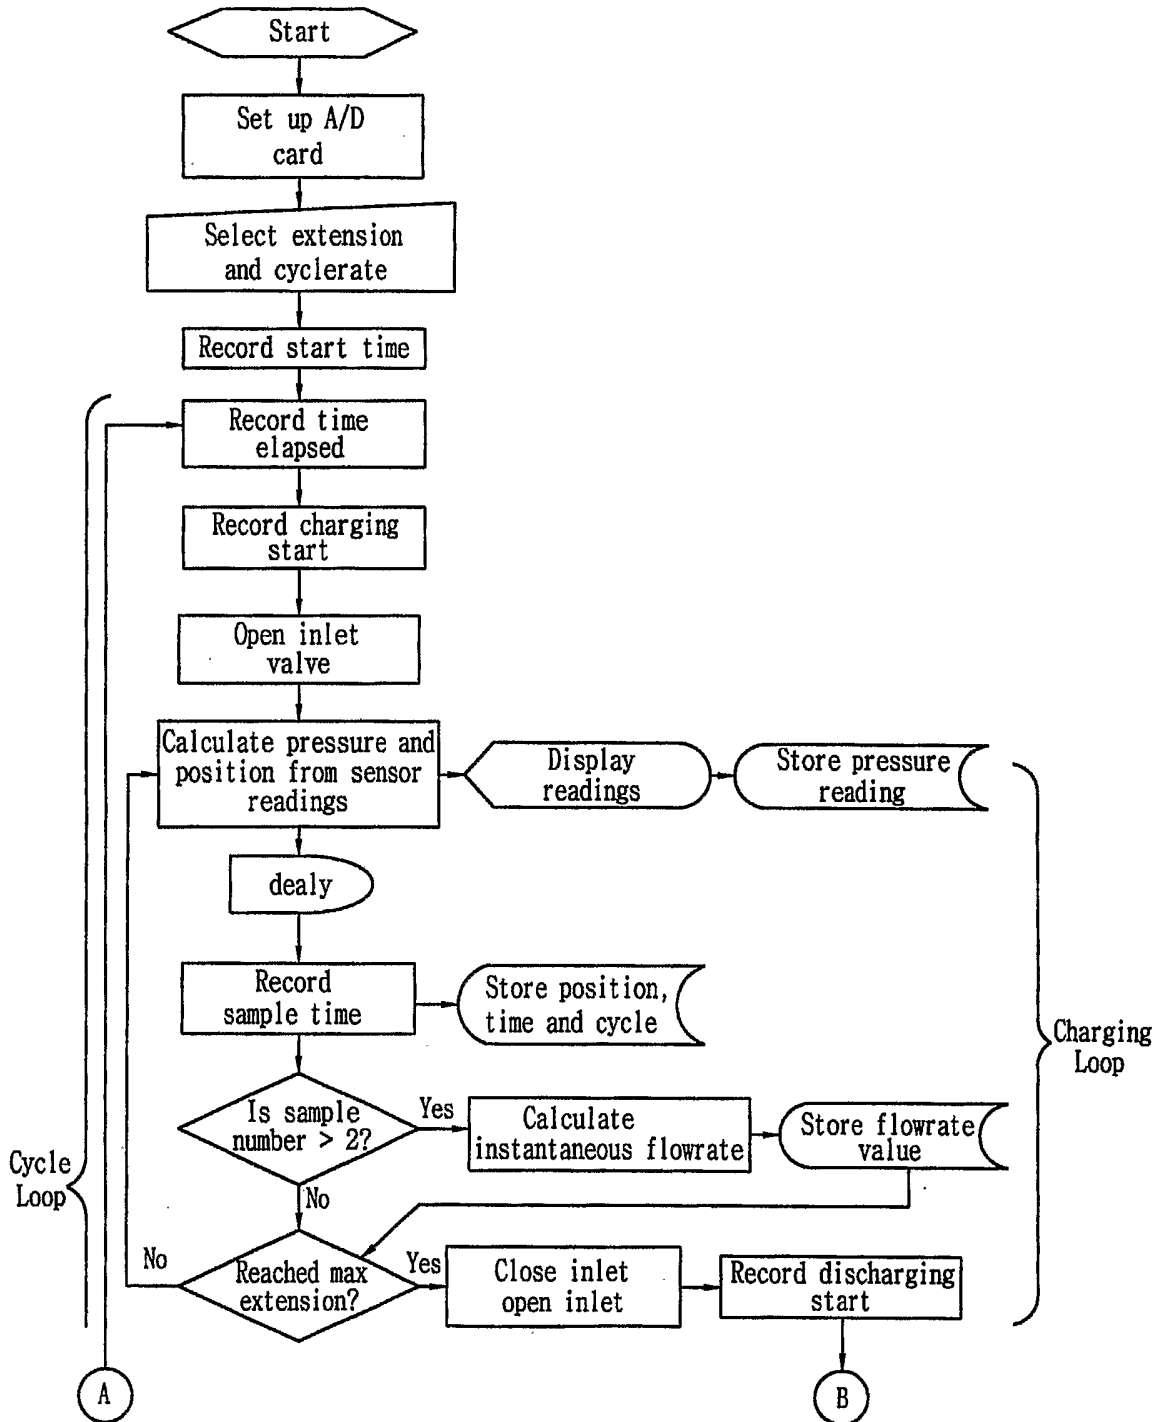 Start
Set up A/D
card
Select extension
and cyclerate
Record start time
Record time
elapsed
Record charging
start
Open inlet
valve
Calculate pressure and
position from sensor
readings
Display
readings
Store pressure
reading
dealy
Record
sample time
Store position,
time and cycle
Charging
Loop
Is sample
number > 2?
Yes
Calculate
instantaneous flowrate
Store flowrate
value
Cycle
Loop
No
No
Reached max
extension?
Yes
Close inlet
open inlet
Record discharging
start
A
B